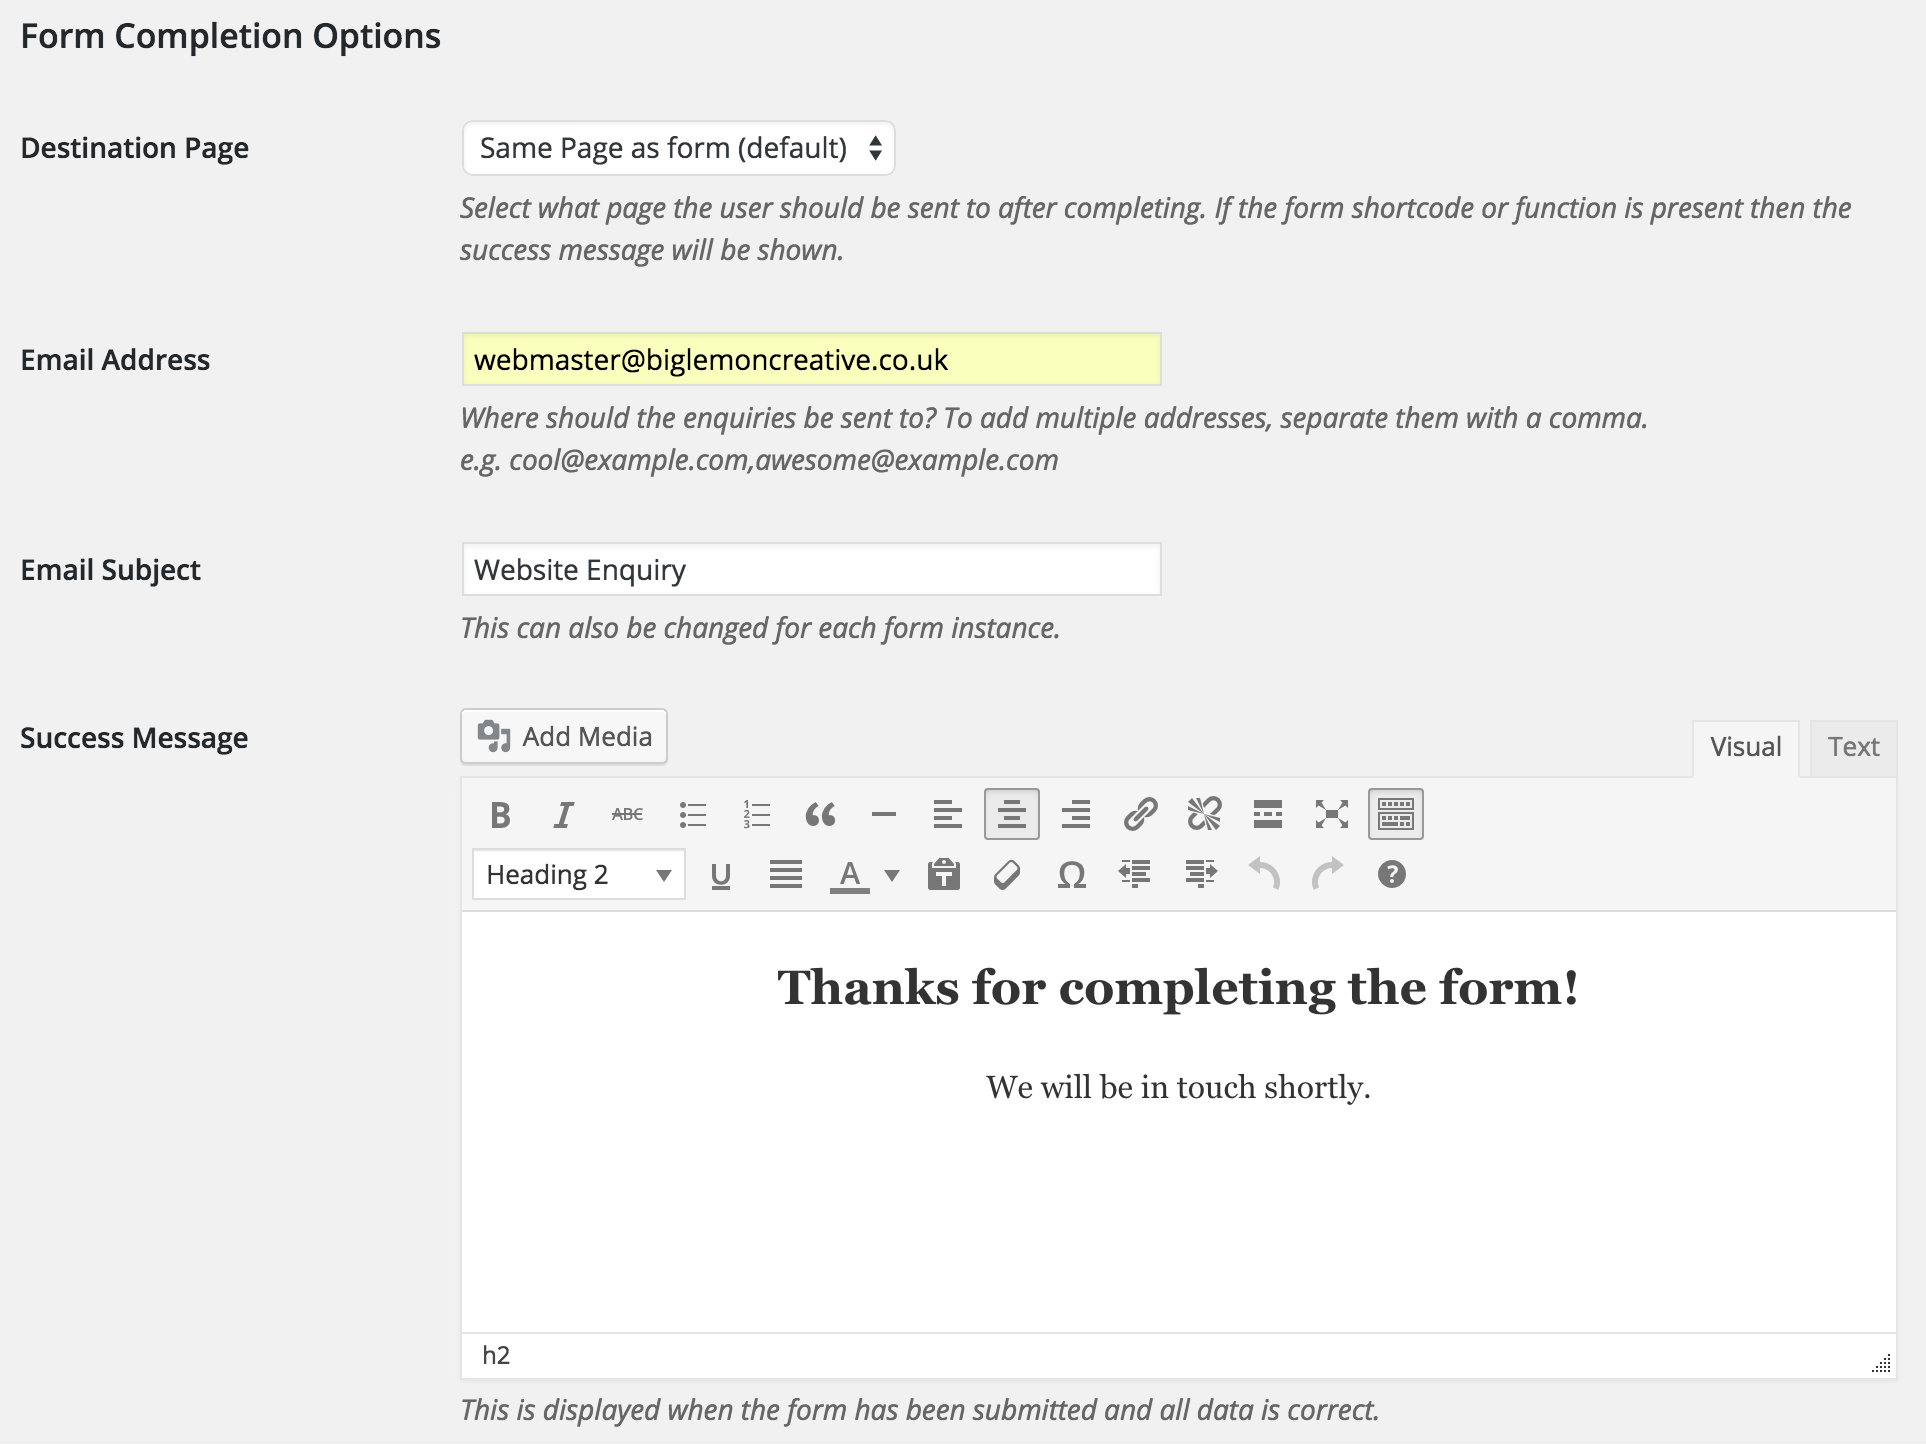 Form Completion Options
Destination Page
Same Page as form (default)
Select what page the user should be sent to after completing. If the form shortcode or function is present then the
success message will be shown.
Email Address
webmaster@biglemoncreative.co.uk
Where should the enquiries be sent to? To add multiple addresses, separate them with a comma.
e.g. cool@example.com,awesome@example.com
Email Subject
Website Enquiry
This can also be changed for each form instance.
Success Message
Add Media
Visual
Text
B I ABC 1 2 3
Heading 2 U A T Ω ?
Thanks for completing the form!
We will be in touch shortly.
h2
This is displayed when the form has been submitted and all data is correct.